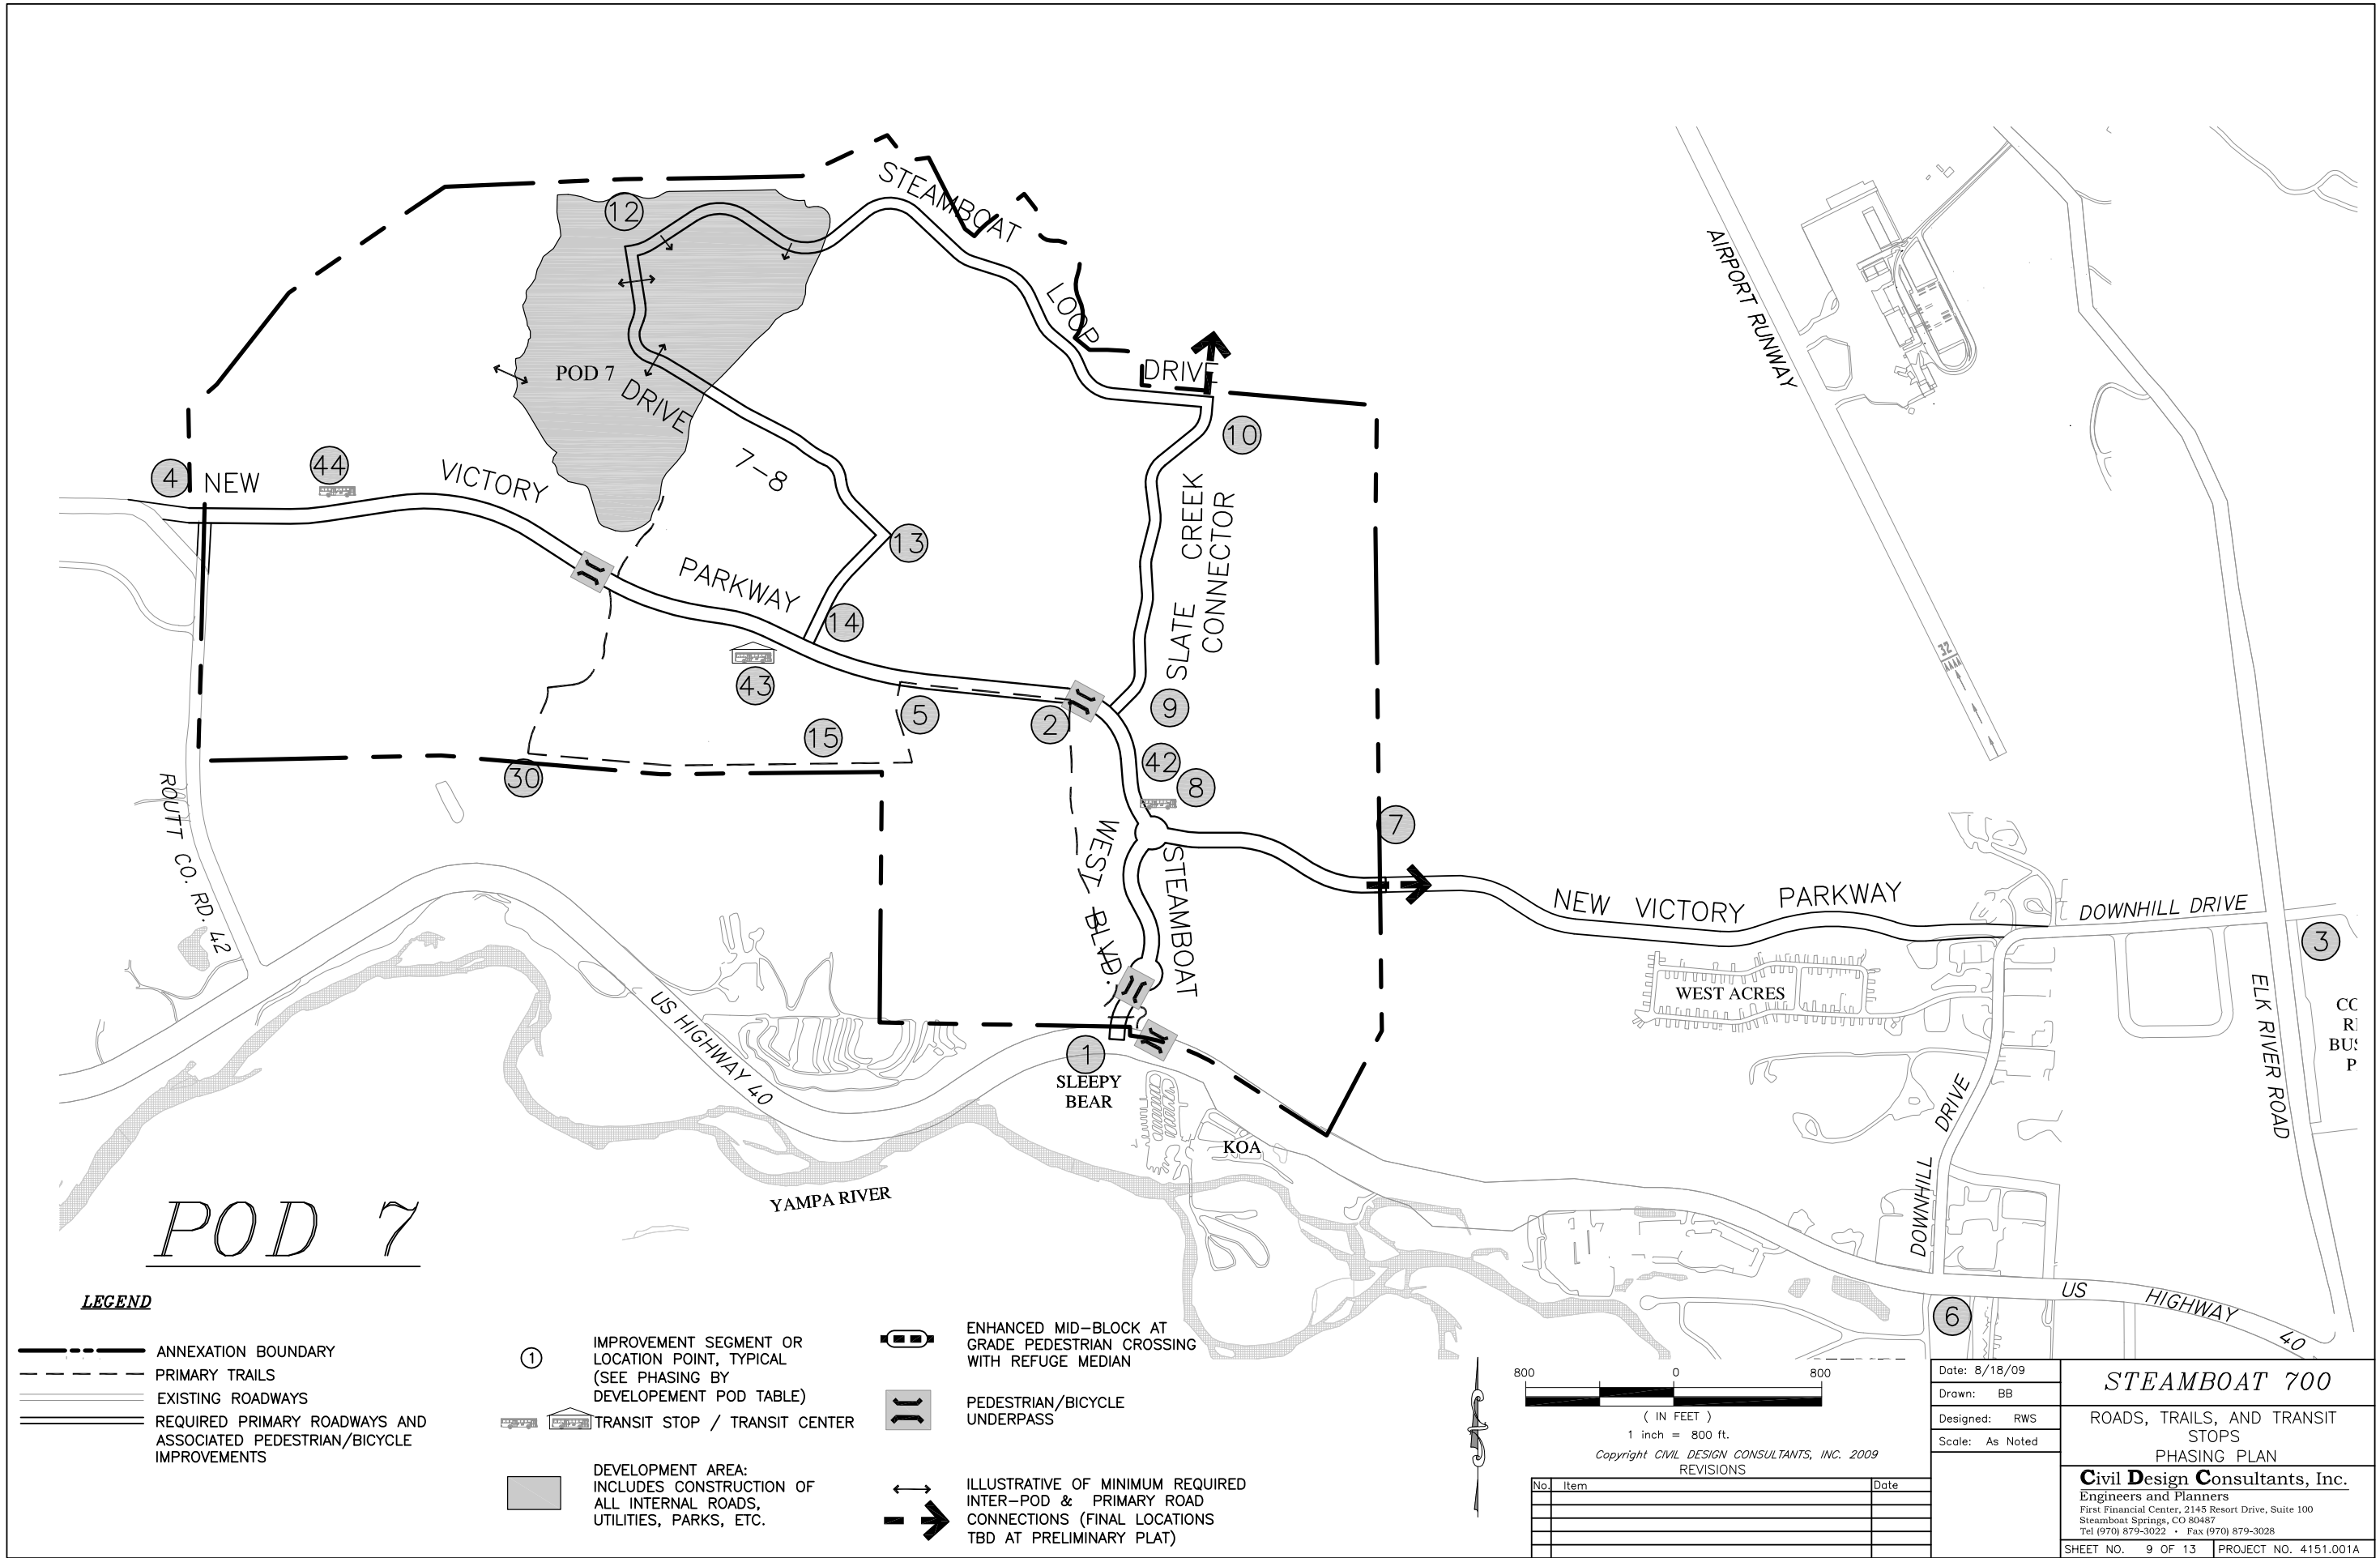 STEAMBOAT
LOOP
DRIVE
12
POD 7
DRIVE
7-8
10
4
NEW
44
VICTORY
PARKWAY
13
14
43
5
2
15
30
SLATE CREEK
CONNECTOR
9
42
8
7
WEST BLVD.
STEAMBOAT
AIRPORT RUNWAY
32
NEW VICTORY PARKWAY
DOWNHILL DRIVE
3
WEST ACRES
ELK RIVER ROAD
CO
BUS
P
ROUTT CO. RD. 42
US HIGHWAY 40
1
SLEEPY
BEAR
KOA
YAMPA RIVER
DOWNHILL DRIVE
6
US HIGHWAY 40
POD 7
LEGEND
ANNEXATION BOUNDARY
PRIMARY TRAILS
EXISTING ROADWAYS
REQUIRED PRIMARY ROADWAYS AND
ASSOCIATED PEDESTRIAN/BICYCLE
IMPROVEMENTS
1
IMPROVEMENT SEGMENT OR
LOCATION POINT, TYPICAL
(SEE PHASING BY
DEVELOPEMENT POD TABLE)
TRANSIT STOP / TRANSIT CENTER
DEVELOPMENT AREA:
INCLUDES CONSTRUCTION OF
ALL INTERNAL ROADS,
UTILITIES, PARKS, ETC.
ENHANCED MID-BLOCK AT
GRADE PEDESTRIAN CROSSING
WITH REFUGE MEDIAN
PEDESTRIAN/BICYCLE
UNDERPASS
ILLUSTRATIVE OF MINIMUM REQUIRED
INTER-POD & PRIMARY ROAD
CONNECTIONS (FINAL LOCATIONS
TBD AT PRELIMINARY PLAT)
800 0 800
( IN FEET )
1 inch = 800 ft.
Copyright CIVIL DESIGN CONSULTANTS, INC. 2009
REVISIONS
No. Item Date
Date: 8/18/09
Drawn: BB
Designed: RWS
Scale: As Noted
STEAMBOAT 700
ROADS, TRAILS, AND TRANSIT
STOPS
PHASING PLAN
Civil Design Consultants, Inc.
Engineers and Planners
First Financial Center, 2145 Resort Drive, Suite 100
Steamboat Springs, CO 80487
Tel (970) 879-3022 • Fax (970) 879-3028
SHEET NO. 9 OF 13 PROJECT NO. 4151.001A